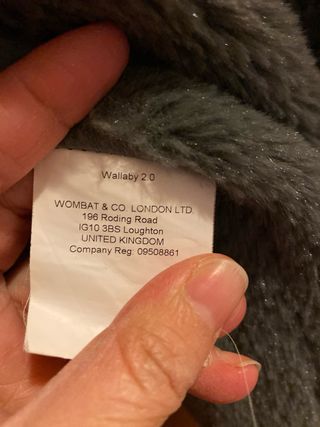 Wallaby 2.0
WOMBAT & CO. LONDON LTD.
196 Roding Road
IG10 3BS Loughton
UNITED KINGDOM
Company Reg: 09508861